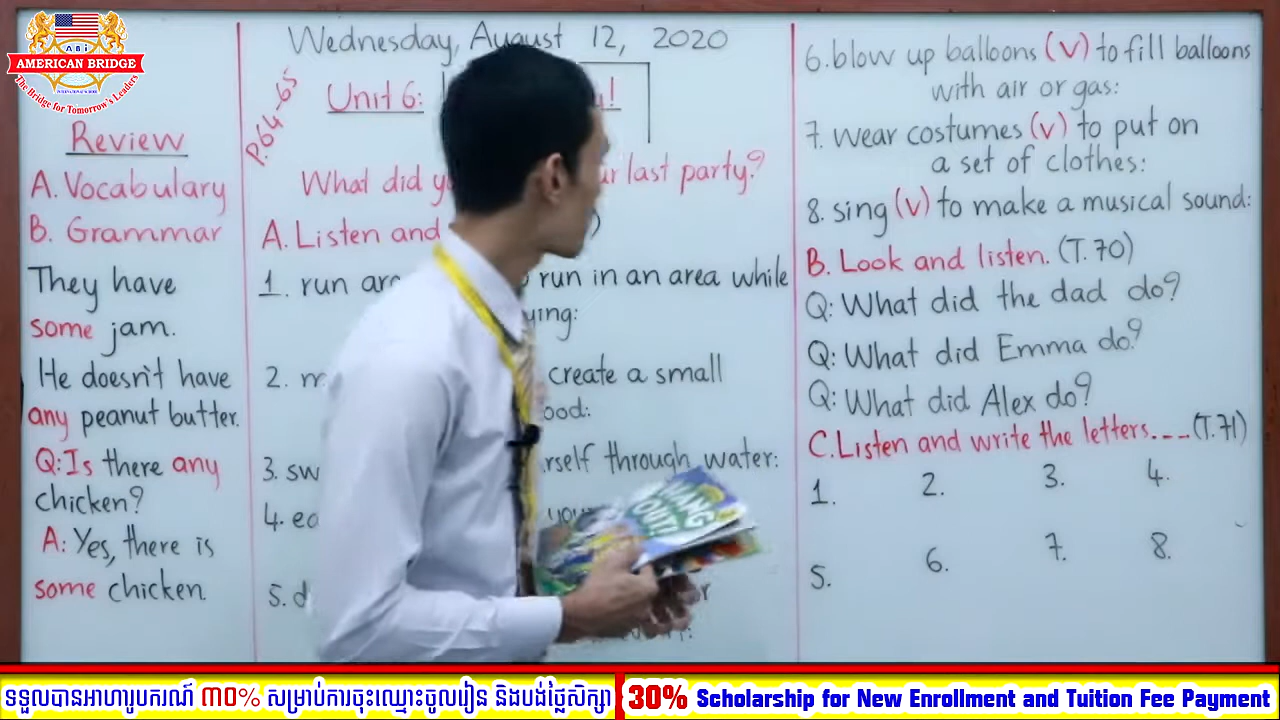 ABi
AMERICAN BRIDGE
INTERNATIONAL SCHOOL
The Bridge for Tomorrow's Leaders
Review
A. Vocabulary
B. Grammar
They have
some jam.
He doesn't have
any peanut butter.
Q: Is there any
chicken?
A: Yes, there is
some chicken.
Wednesday, August 12, 2020
P.64-65
Unit 6:
What did last party?
A. Listen and
1. run in an area while
2. create a small
3. through water:
4.
5.
6. blow up balloons (v) to fill balloons
with air or gas:
7. wear costumes (v) to put on
a set of clothes:
8. sing (v) to make a musical sound:
B. Look and listen. (T.70)
Q: What did the dad do?
Q: What did Emma do?
Q: What did Alex do?
C. Listen and write the letters.... (T.71)
1. 2. 3. 4.
5. 6. 7. 8.
HANG
OUT!
ទទួលបានអាហារូបករណ៍ ៣០% សម្រាប់ការចុះឈ្មោះចូលរៀន និងបង់ថ្លៃសិក្សា
30% Scholarship for New Enrollment and Tuition Fee Payment